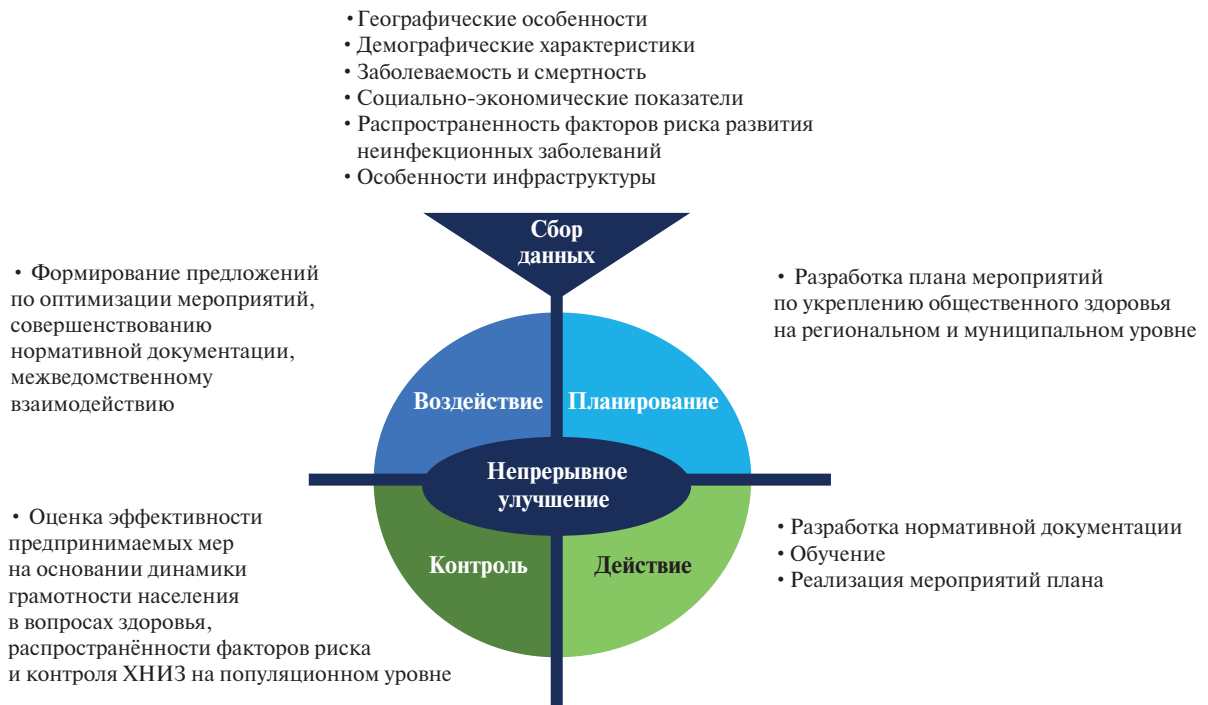 • Географические особенности
• Демографические характеристики
• Заболеваемость и смертность
• Социально-экономические показатели
• Распространенность факторов риска развития
неинфекционных заболеваний
• Особенности инфраструктуры
Сбор
данных
• Формирование предложений
по оптимизации мероприятий,
совершенствованию
нормативной документации,
межведомственному
взаимодействию
• Разработка плана мероприятий
по укреплению общественного здоровья
на региональном и муниципальном уровне
Воздействие
Планирование
Непрерывное
улучшение
Контроль
Действие
• Оценка эффективности
предпринимаемых мер
на основании динамики
грамотности населения
в вопросах здоровья,
распространённости факторов риска
и контроля ХНИЗ на популяционном уровне
• Разработка нормативной документации
• Обучение
• Реализация мероприятий плана